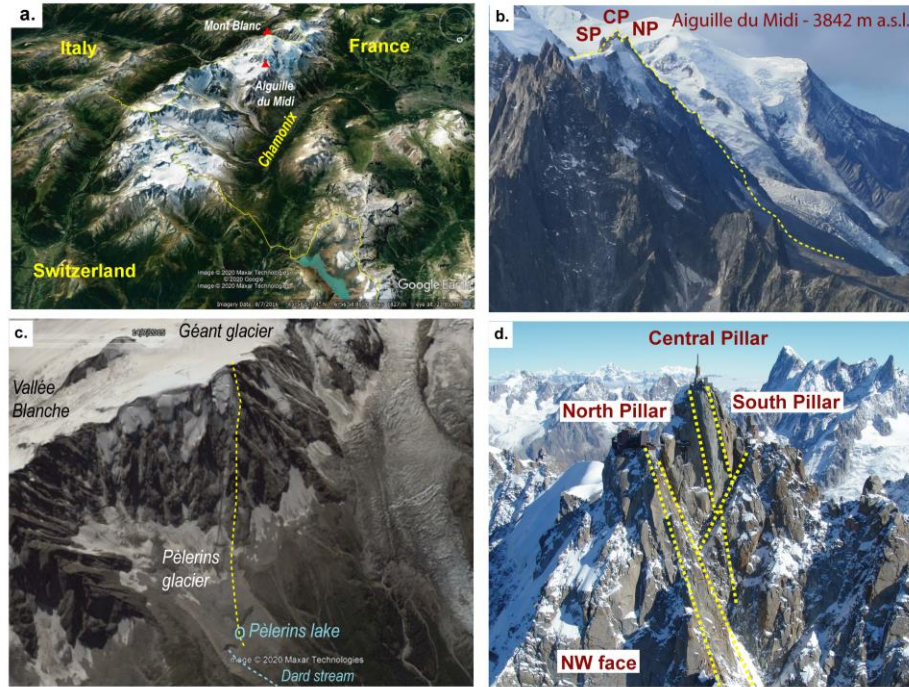 a.
Mont Blanc
Italy
France
Aiguille
du Midi
Chamonix
Switzerland
Image © 2020 Maxar Technologies
© 2020 Google
Image © 2020 Maxar Technologies
Google Earth
b.
CP
SP
NP
Aiguille du Midi - 3842 m a.s.l.
c.
Géant glacier
Vallée
Blanche
Pèlerins
glacier
Pèlerins lake
Image © 2020 Maxar Technologies
Dard stream
d.
Central Pillar
North Pillar
South Pillar
NW face